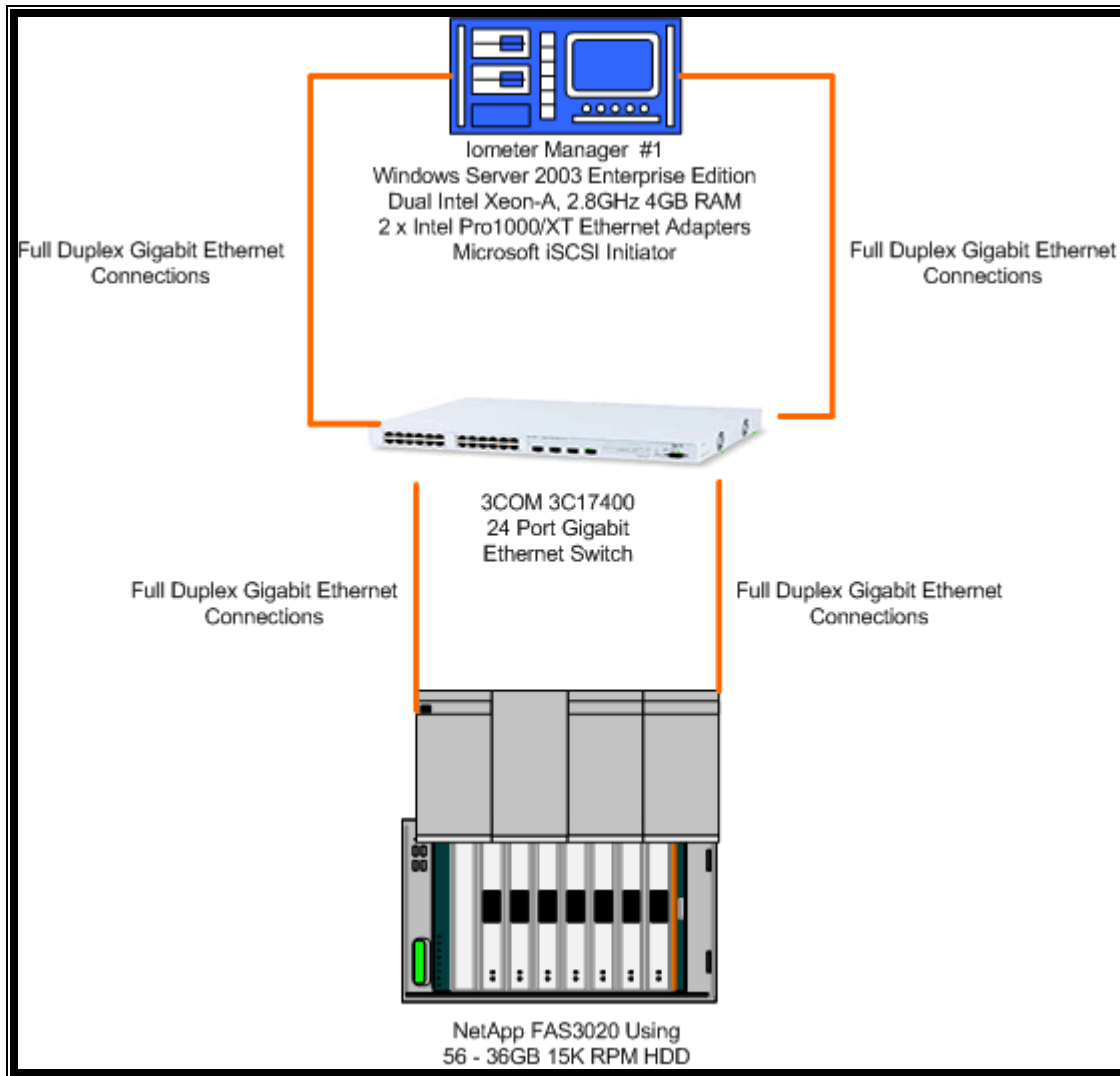 Iometer Manager  #1
Windows Server 2003 Enterprise Edition
Dual Intel Xeon-A, 2.8GHz 4GB RAM
2 x Intel Pro1000/XT Ethernet Adapters
Microsoft iSCSI Initiator
Full Duplex Gigabit Ethernet
Connections
Full Duplex Gigabit Ethernet
Connections
3COM 3C17400
24 Port Gigabit
Ethernet Switch
Full Duplex Gigabit Ethernet
Connections
Full Duplex Gigabit Ethernet
Connections
NetApp FAS3020 Using
56 - 36GB 15K RPM HDD